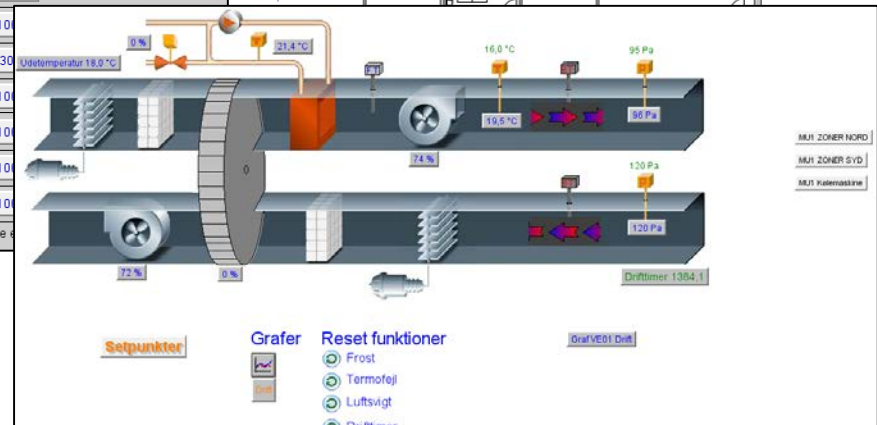 0 %
21,4 °C
Udetemperatur 18,0 °C
16,0 °C
95 Pa
19,5 °C
96 Pa
74 %
MU1 ZONER NORD
MU1 ZONER SYD
MU1 Kølemaskine
0
120 Pa
120 Pa
72 %
0 %
Drifttimer 1384,1
Setpunkter
Grafer
Reset funktioner
Graf VE01 Drift
Frost
Termofejl
Drift
Luftsvigt